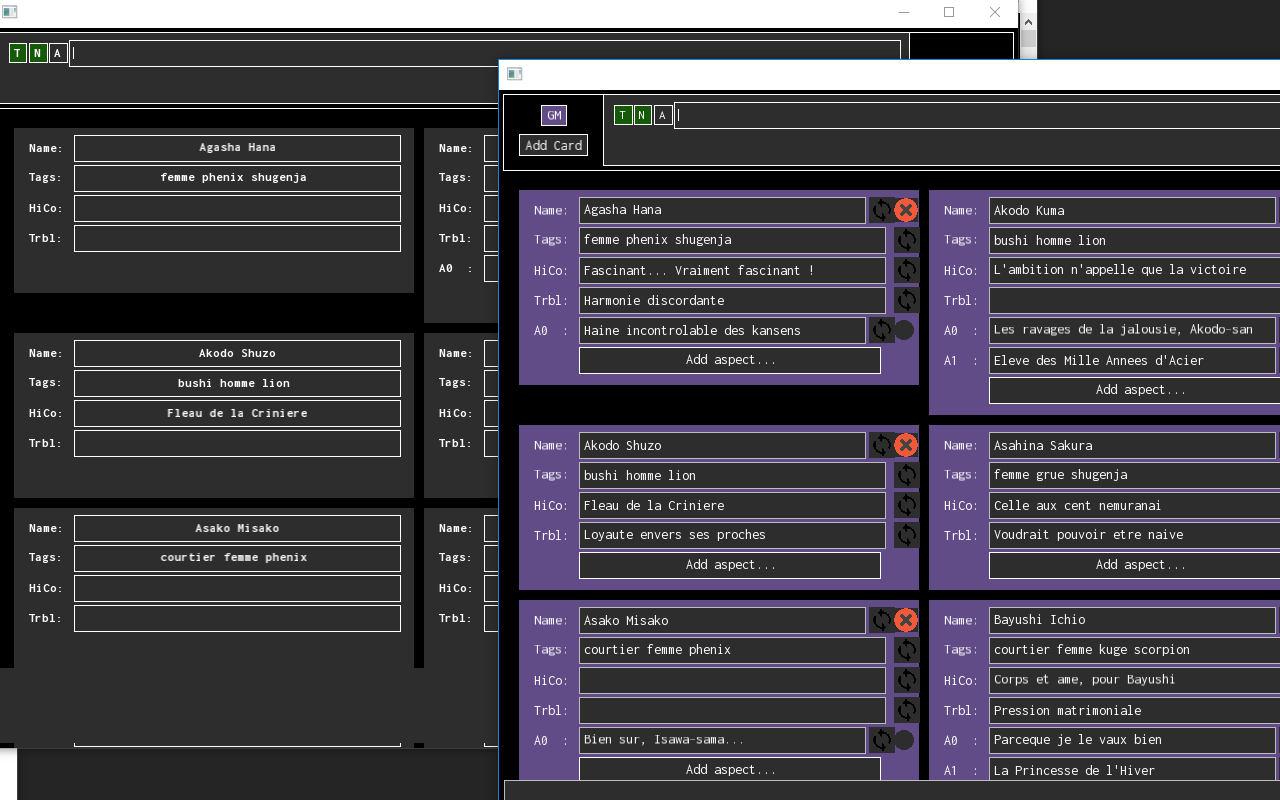 T N A
Name: Agasha Hana
Tags: femme phenix shugenja
HiCo:
Trbl:
Name:
Tags:
HiCo:
Trbl:
A0 :
Name: Akodo Shuzo
Tags: bushi homme lion
HiCo: Fleau de la Criniere
Trbl:
Name:
Tags:
HiCo:
Trbl:
Name: Asako Misako
Tags: courtier femme phenix
HiCo:
Trbl:
Name:
Tags:
HiCo:
Trbl:
GM
Add Card
T N A
Name: Agasha Hana
Tags: femme phenix shugenja
HiCo: Fascinant... Vraiment fascinant !
Trbl: Harmonie discordante
A0 : Haine incontrolable des kansens
Add aspect...
Name: Akodo Kuma
Tags: bushi homme lion
HiCo: L'ambition n'appelle que la victoire
Trbl:
A0 : Les ravages de la jalousie, Akodo-san
A1 : Eleve des Mille Annees d'Acier
Add aspect...
Name: Akodo Shuzo
Tags: bushi homme lion
HiCo: Fleau de la Criniere
Trbl: Loyaute envers ses proches
Add aspect...
Name: Asahina Sakura
Tags: femme grue shugenja
HiCo: Celle aux cent nemuranai
Trbl: Voudrait pouvoir etre naive
Add aspect...
Name: Asako Misako
Tags: courtier femme phenix
HiCo:
Trbl:
A0 : Bien sur, Isawa-sama...
Add aspect...
Name: Bayushi Ichio
Tags: courtier femme kuge scorpion
HiCo: Corps et ame, pour Bayushi
Trbl: Pression matrimoniale
A0 : Parceque je le vaux bien
A1 : La Princesse de l'Hiver